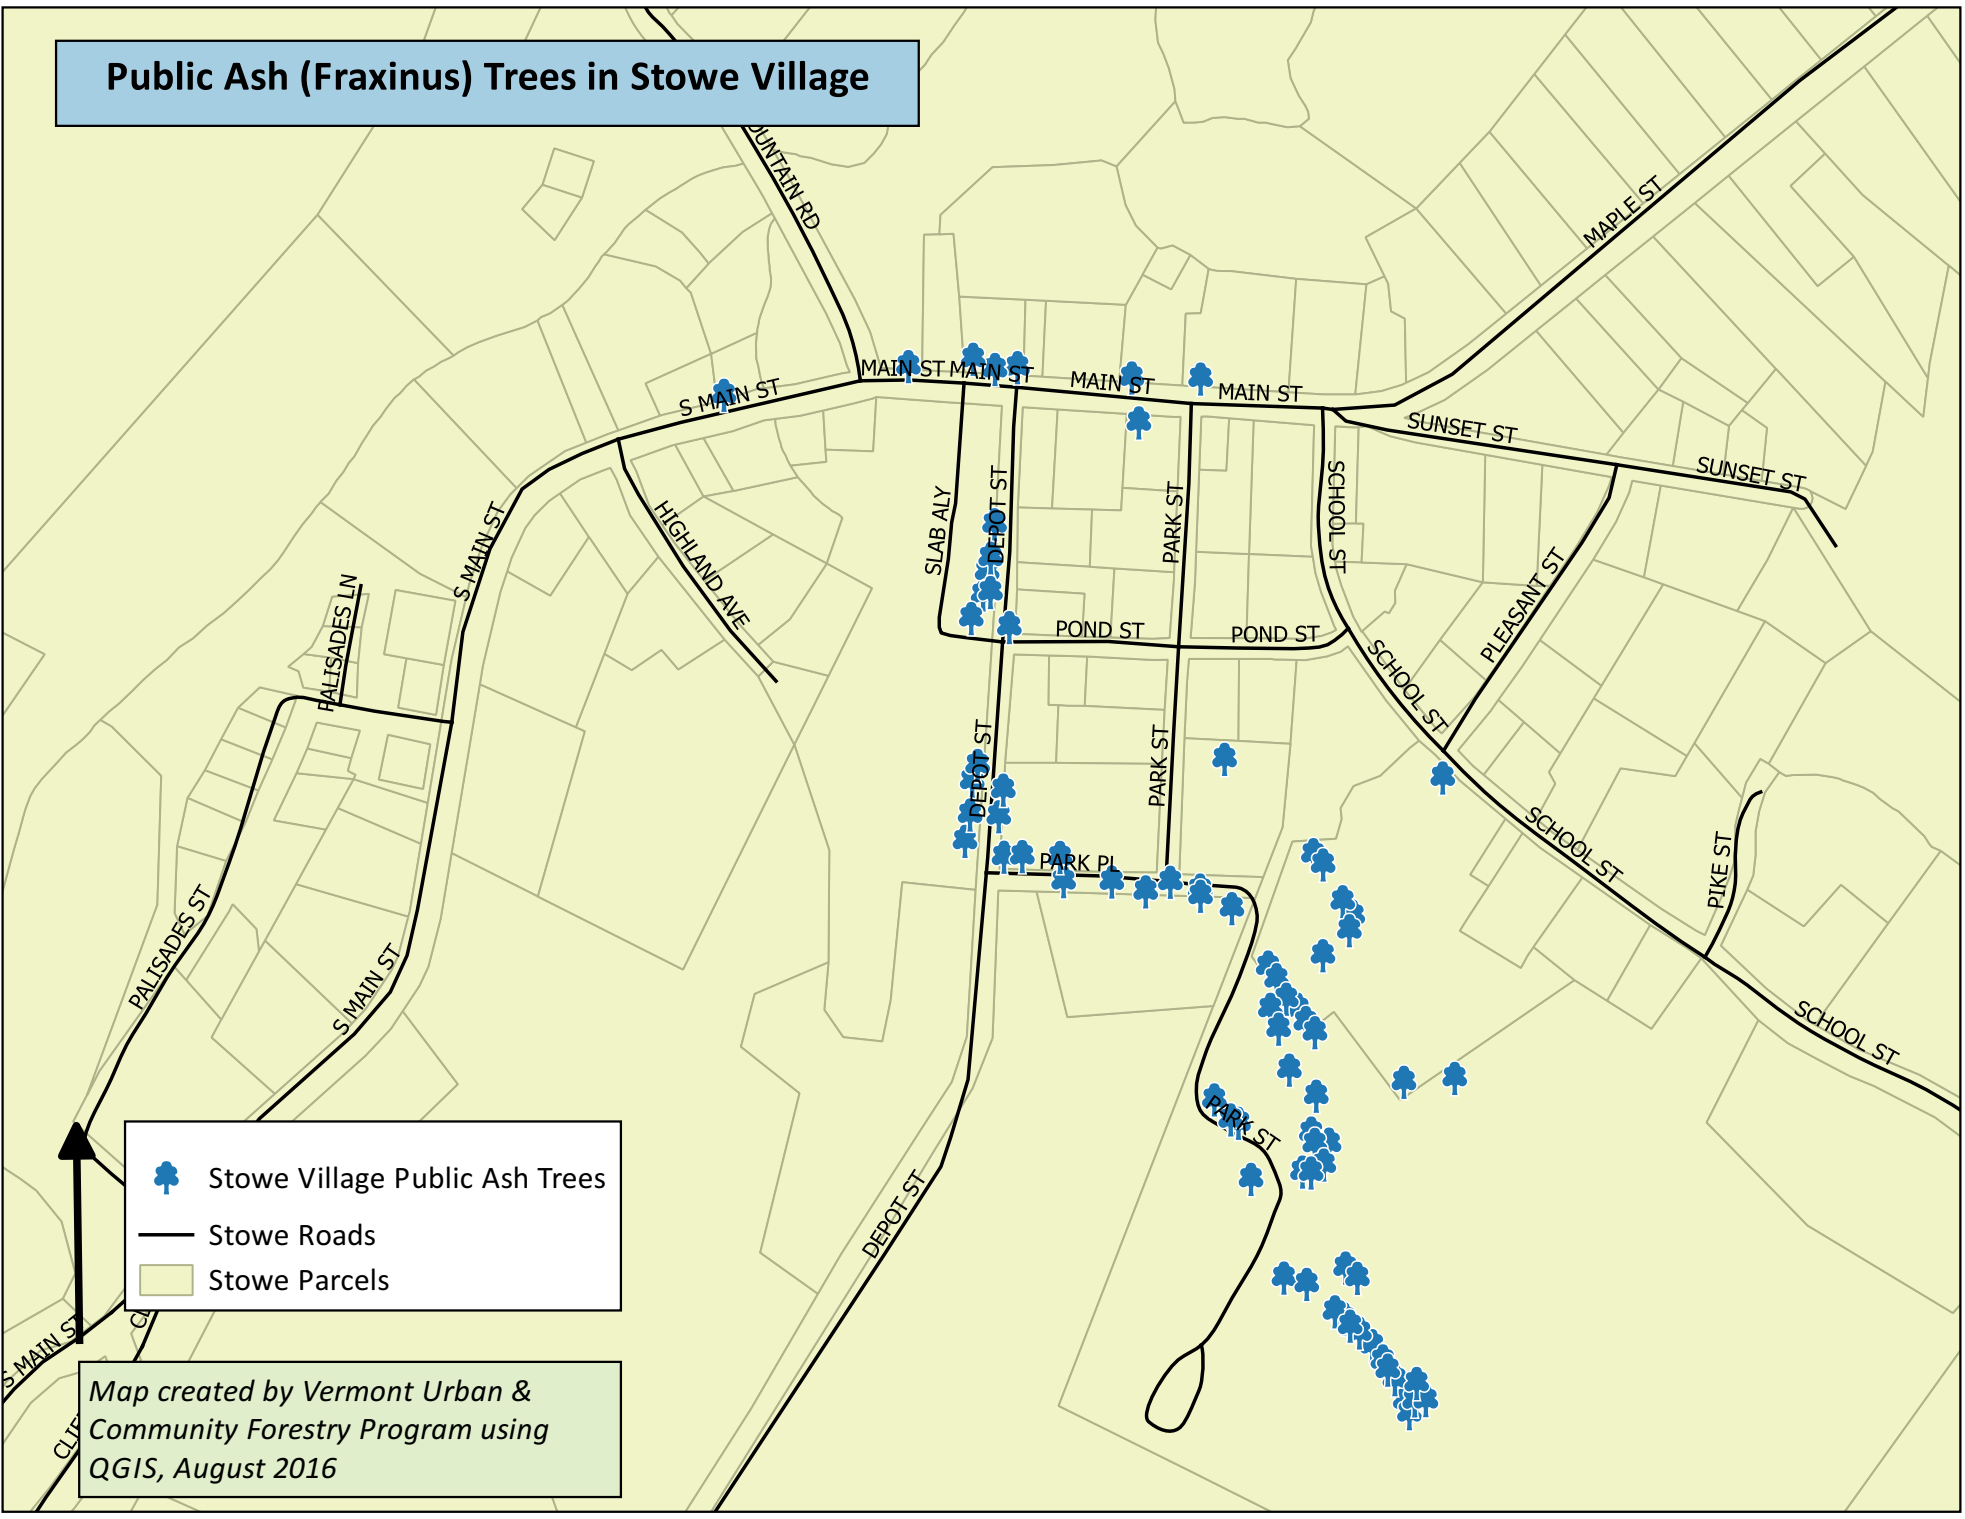 Public Ash (Fraxinus) Trees in Stowe Village
OUNTAIN RD
MAPLE ST
MAIN ST
MAIN ST
MAIN ST
MAIN ST
S MAIN ST
SUNSET ST
SUNSET ST
S MAIN ST
HIGHLAND AVE
SLAB ALY
DEPOT ST
PARK ST
SCHOOL ST
PLEASANT ST
PALISADES LN
POND ST
POND ST
SCHOOL ST
DEPOT ST
PARK ST
PARK PL
SCHOOL ST
PIKE ST
PALISADES ST
S MAIN ST
SCHOOL ST
PARK ST
DEPOT ST
Stowe Village Public Ash Trees
Stowe Roads
Stowe Parcels
S MAIN ST
Map created by Vermont Urban &
Community Forestry Program using
QGIS, August 2016